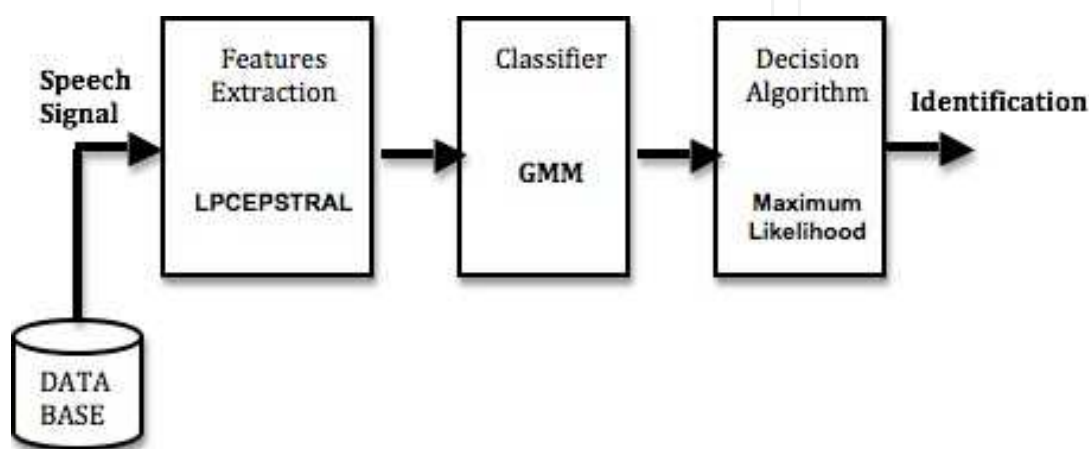 Speech
Signal
Features
Extraction
LPCEPSTRAL
Classifier
GMM
Decision
Algorithm
Maximum
Likelihood
Identification
DATA
BASE